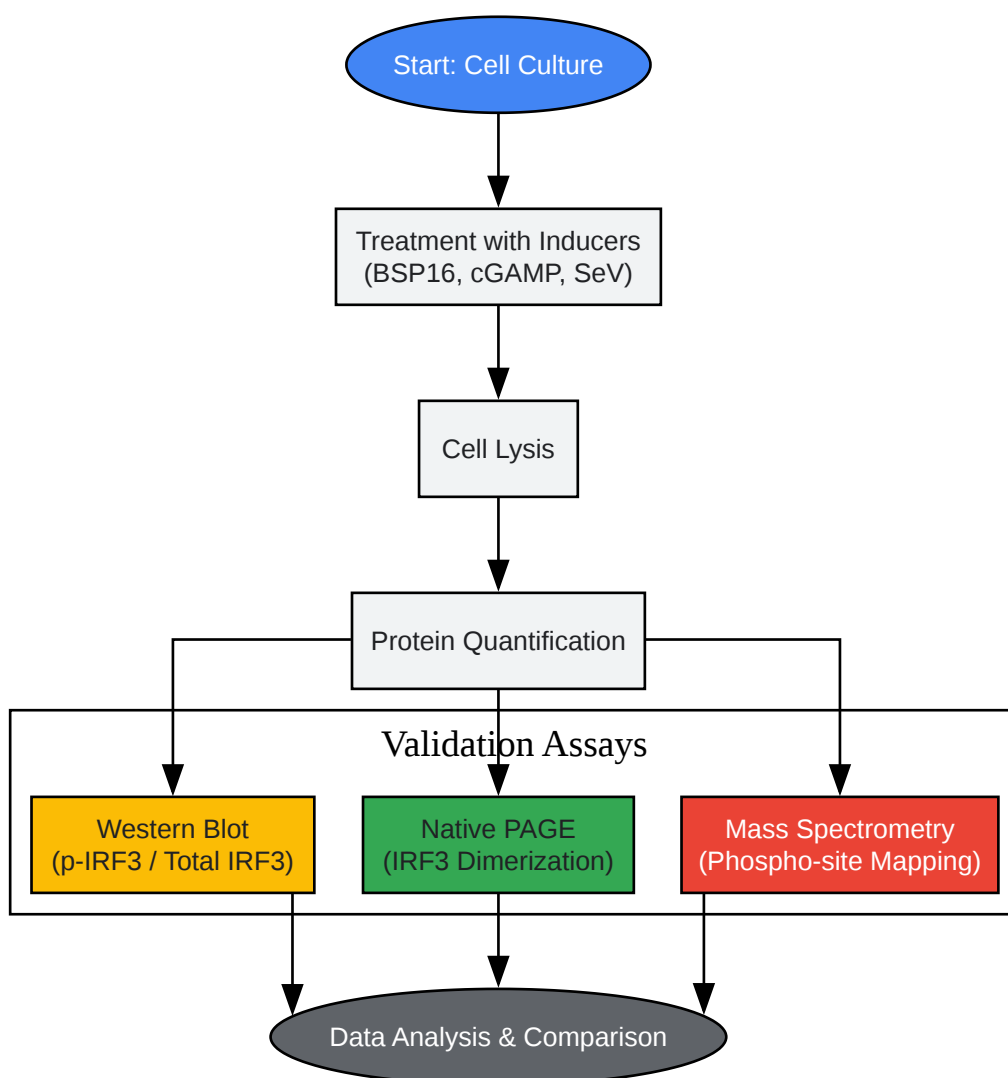 Start: Cell Culture
Treatment with Inducers
(BSP16, cGAMP, SeV)
Cell Lysis
Protein Quantification
Validation Assays
Western Blot
(p-IRF3 / Total IRF3)
Native PAGE
(IRF3 Dimerization)
Mass Spectrometry
(Phospho-site Mapping)
Data Analysis & Comparison